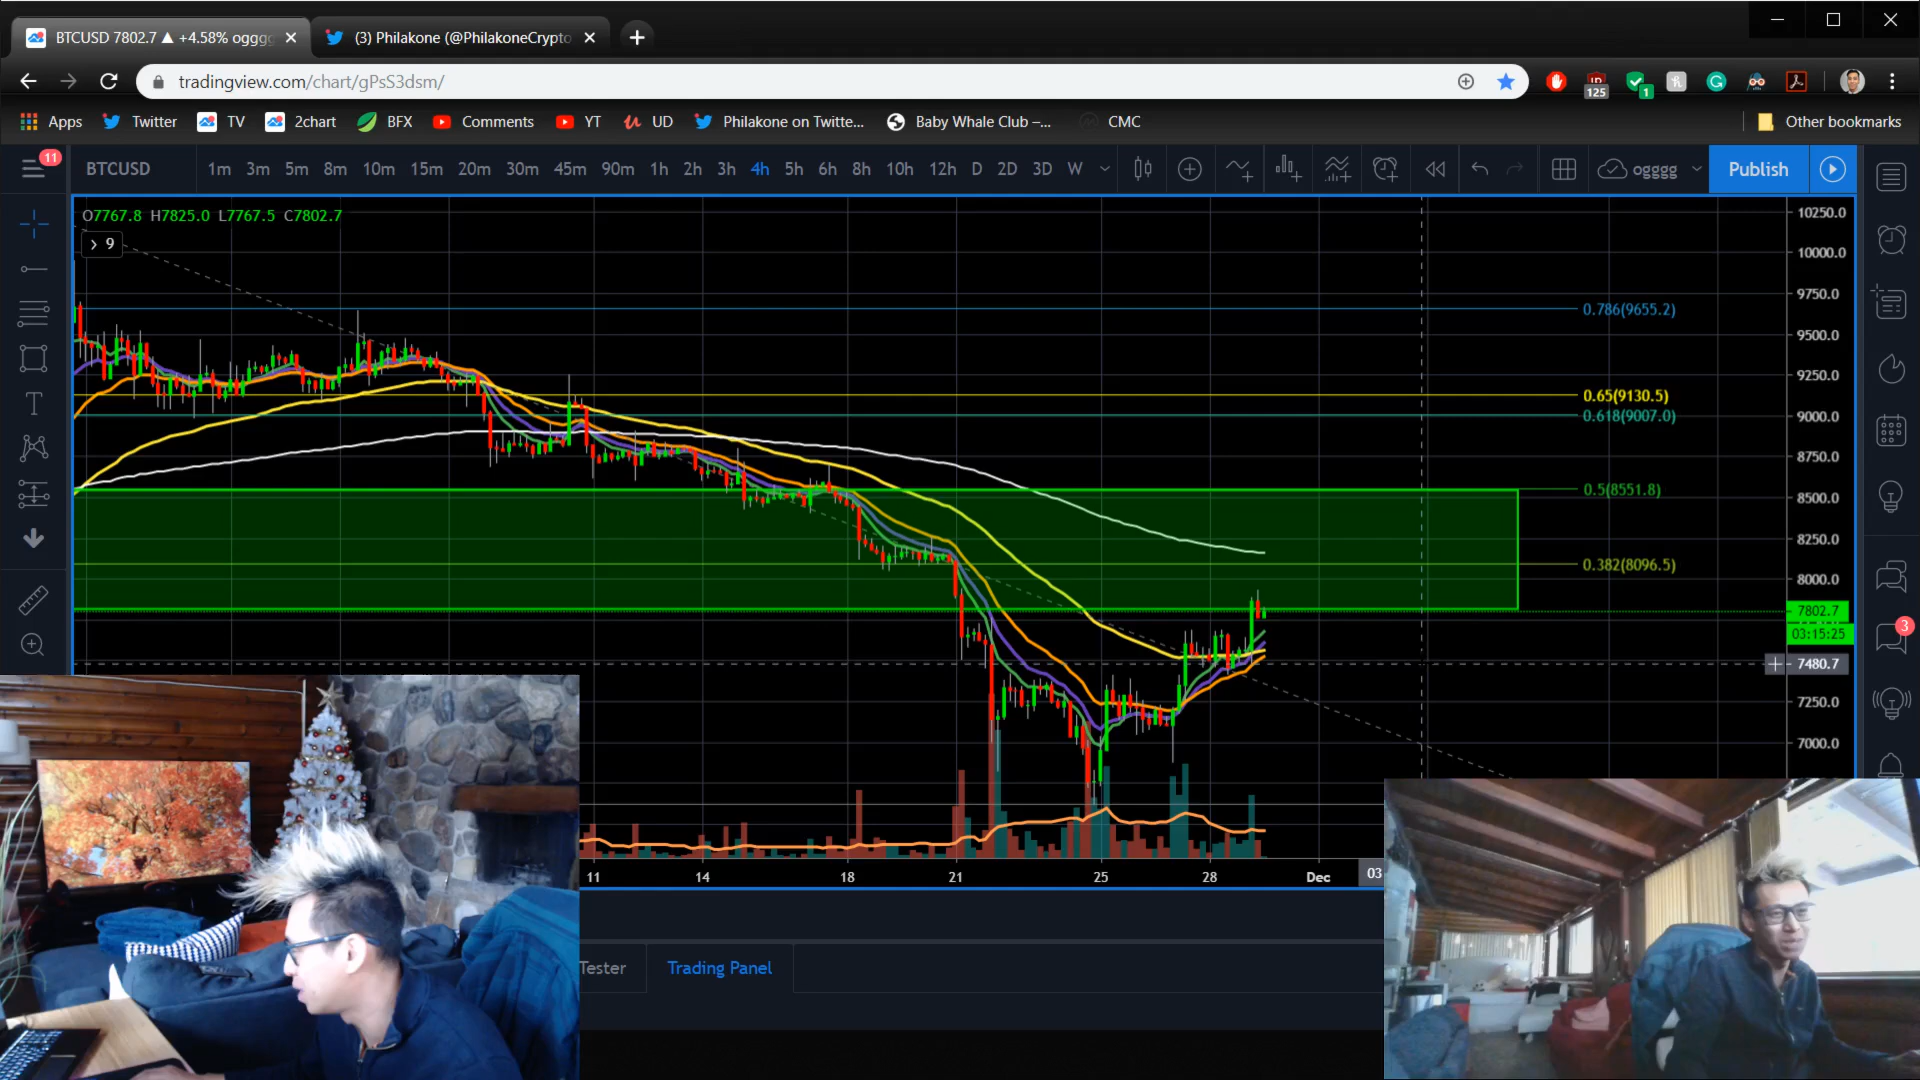 BTCUSD 7802.7 ▲ +4.58% ogggg
(3) Philakone (@PhilakoneCrypto
tradingview.com/chart/gPsS3dsm/
125
1
Apps
Twitter
TV
2chart
BFX
Comments
YT
UD
Philakone on Twitte...
Baby Whale Club –...
CMC
Other bookmarks
11
BTCUSD
1m 3m 5m 8m 10m 15m 20m 30m 45m 90m 1h 2h 3h 4h 5h 6h 8h 10h 12h D 2D 3D W
ogggg
Publish
O7767.8 H7825.0 L7767.5 C7802.7
9
10250.0
10000.0
9750.0
0.786(9655.2)
9500.0
9250.0
0.65(9130.5)
0.618(9007.0)
9000.0
8750.0
0.5(8551.8)
8500.0
8250.0
0.382(8096.5)
8000.0
7802.7
03:15:25
3
7480.7
7250.0
7000.0
11 14 18 21 25 28 Dec 03
Tester
Trading Panel